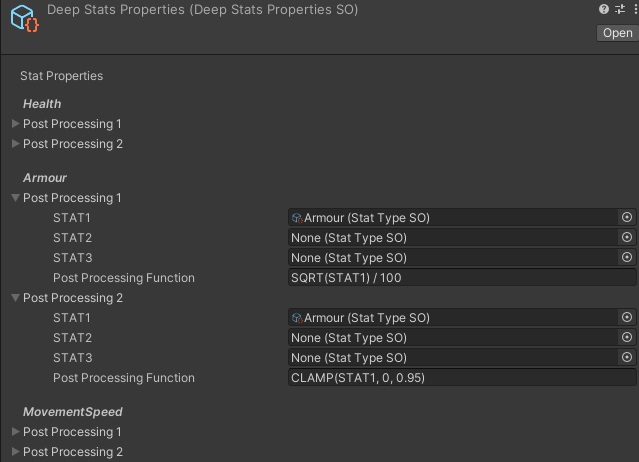 Deep Stats Properties (Deep Stats Properties SO)
Open
Stat Properties
Health
Post Processing 1
Post Processing 2
Armour
Post Processing 1
STAT1 Armour (Stat Type SO)
STAT2 None (Stat Type SO)
STAT3 None (Stat Type SO)
Post Processing Function SQRT(STAT1) / 100
Post Processing 2
STAT1 Armour (Stat Type SO)
STAT2 None (Stat Type SO)
STAT3 None (Stat Type SO)
Post Processing Function CLAMP(STAT1, 0, 0.95)
MovementSpeed
Post Processing 1
Post Processing 2